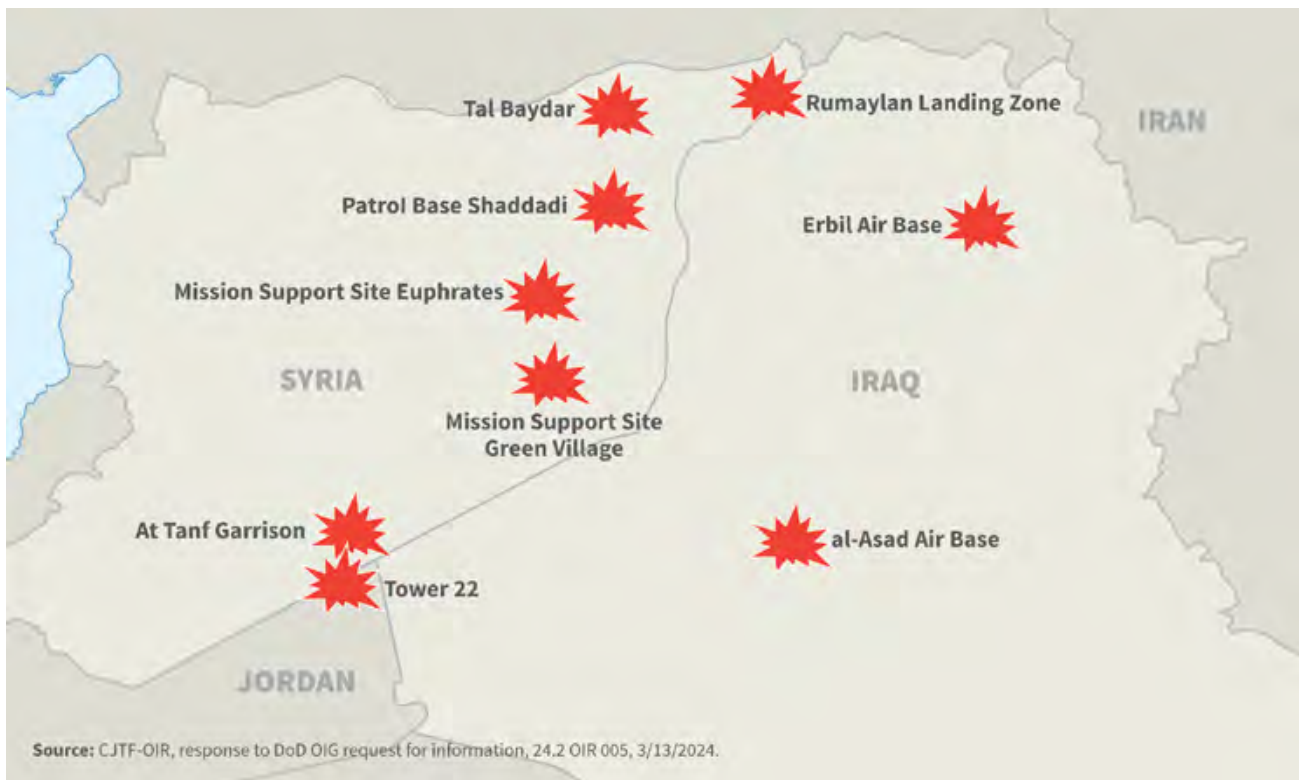 Tal Baydar
Rumaylan Landing Zone
IRAN
Patrol Base Shaddadi
Erbil Air Base
Mission Support Site Euphrates
SYRIA
IRAQ
Mission Support Site
Green Village
At Tanf Garrison
al-Asad Air Base
Tower 22
JORDAN
Source: CJTF-OIR, response to DoD OIG request for information, 24.2 OIR 005, 3/13/2024.